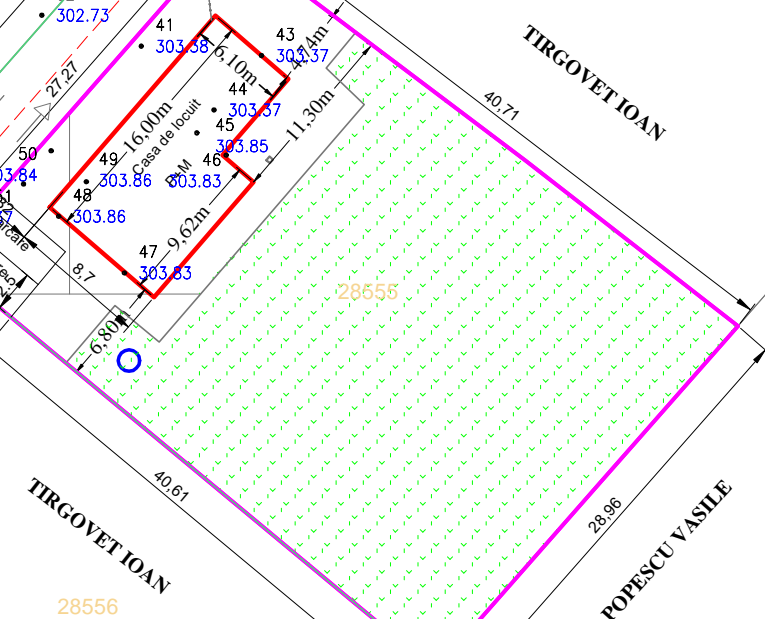 302.73
41
303.38
43
303.37
4,74m
6,10m
TIRGOVET IOAN
40,71
27,27
44
303.37
16,00m
Casa de locuit
P+M
11,30m
45
303.85
46
303.83
50
49
303.86
48
303.86
9,62m
47
303.83
8,7
28555
6,80m
40,61
TIRGOVET IOAN
28,96
POPESCU VASILE
28556